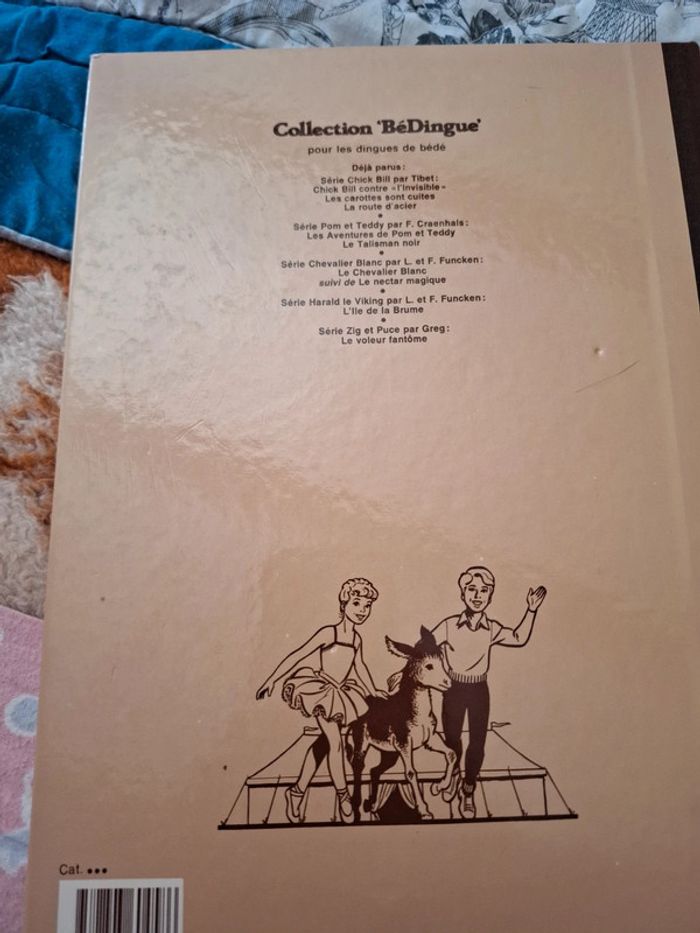 Collection 'BéDingue'
pour les dingues de bédé
Déjà parus:
Série Chick Bill par Tibet:
Chick Bill contre «l'Invisible»
Les carottes sont cuites
La route d'acier
•
Série Pom et Teddy par F. Craenhals:
Les Aventures de Pom et Teddy
Le Talisman noir
•
Série Chevalier Blanc par L. et F. Funcken:
Le Chevalier Blanc
suivi de Le nectar magique
•
Série Harald le Viking par L. et F. Funcken:
L'Ile de la Brume
•
Série Zig et Puce par Greg:
Le voleur fantôme
Cat. •••